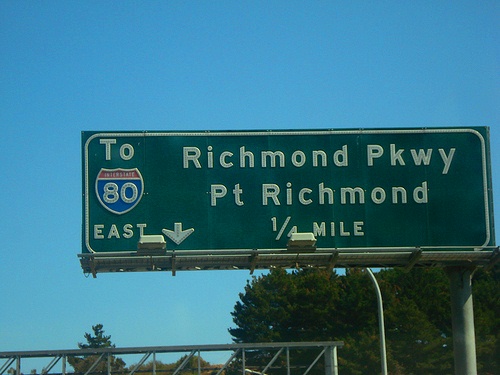 To Richmond Pkwy
INTERSTATE
80 Pt Richmond
EAST 1/4 MILE